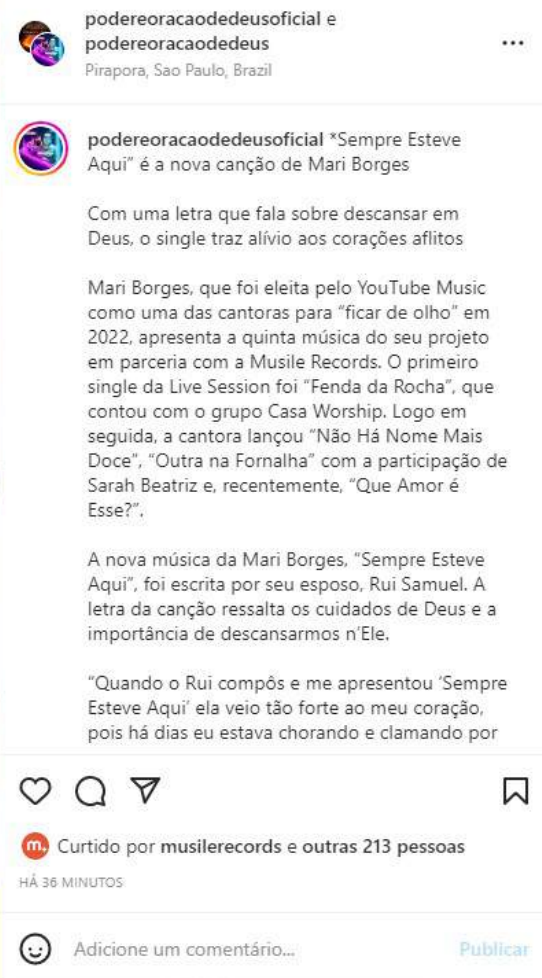 podereoracaodedeusoficial e
podereoracaodedeus
Pirapora, Sao Paulo, Brazil
podereoracaodedeusoficial *Sempre Esteve
Aqui” é a nova canção de Mari Borges
Com uma letra que fala sobre descansar em
Deus, o single traz alívio aos corações aflitos
Mari Borges, que foi eleita pelo YouTube Music
como uma das cantoras para “ficar de olho” em
2022, apresenta a quinta música do seu projeto
em parceria com a Musile Records. O primeiro
single da Live Session foi “Fenda da Rocha”, que
contou com o grupo Casa Worship. Logo em
seguida, a cantora lançou “Não Há Nome Mais
Doce”, “Outra na Fornalha” com a participação de
Sarah Beatriz e, recentemente, “Que Amor é
Esse?”.
A nova música da Mari Borges, “Sempre Esteve
Aqui”, foi escrita por seu esposo, Rui Samuel. A
letra da canção ressalta os cuidados de Deus e a
importância de descansarmos n’Ele.
“Quando o Rui compôs e me apresentou ‘Sempre
Esteve Aqui’ ela veio tão forte ao meu coração,
pois há dias eu estava chorando e clamando por
m. Curtido por musilerecords e outras 213 pessoas
HÁ 36 MINUTOS
Adicione um comentário... Publicar